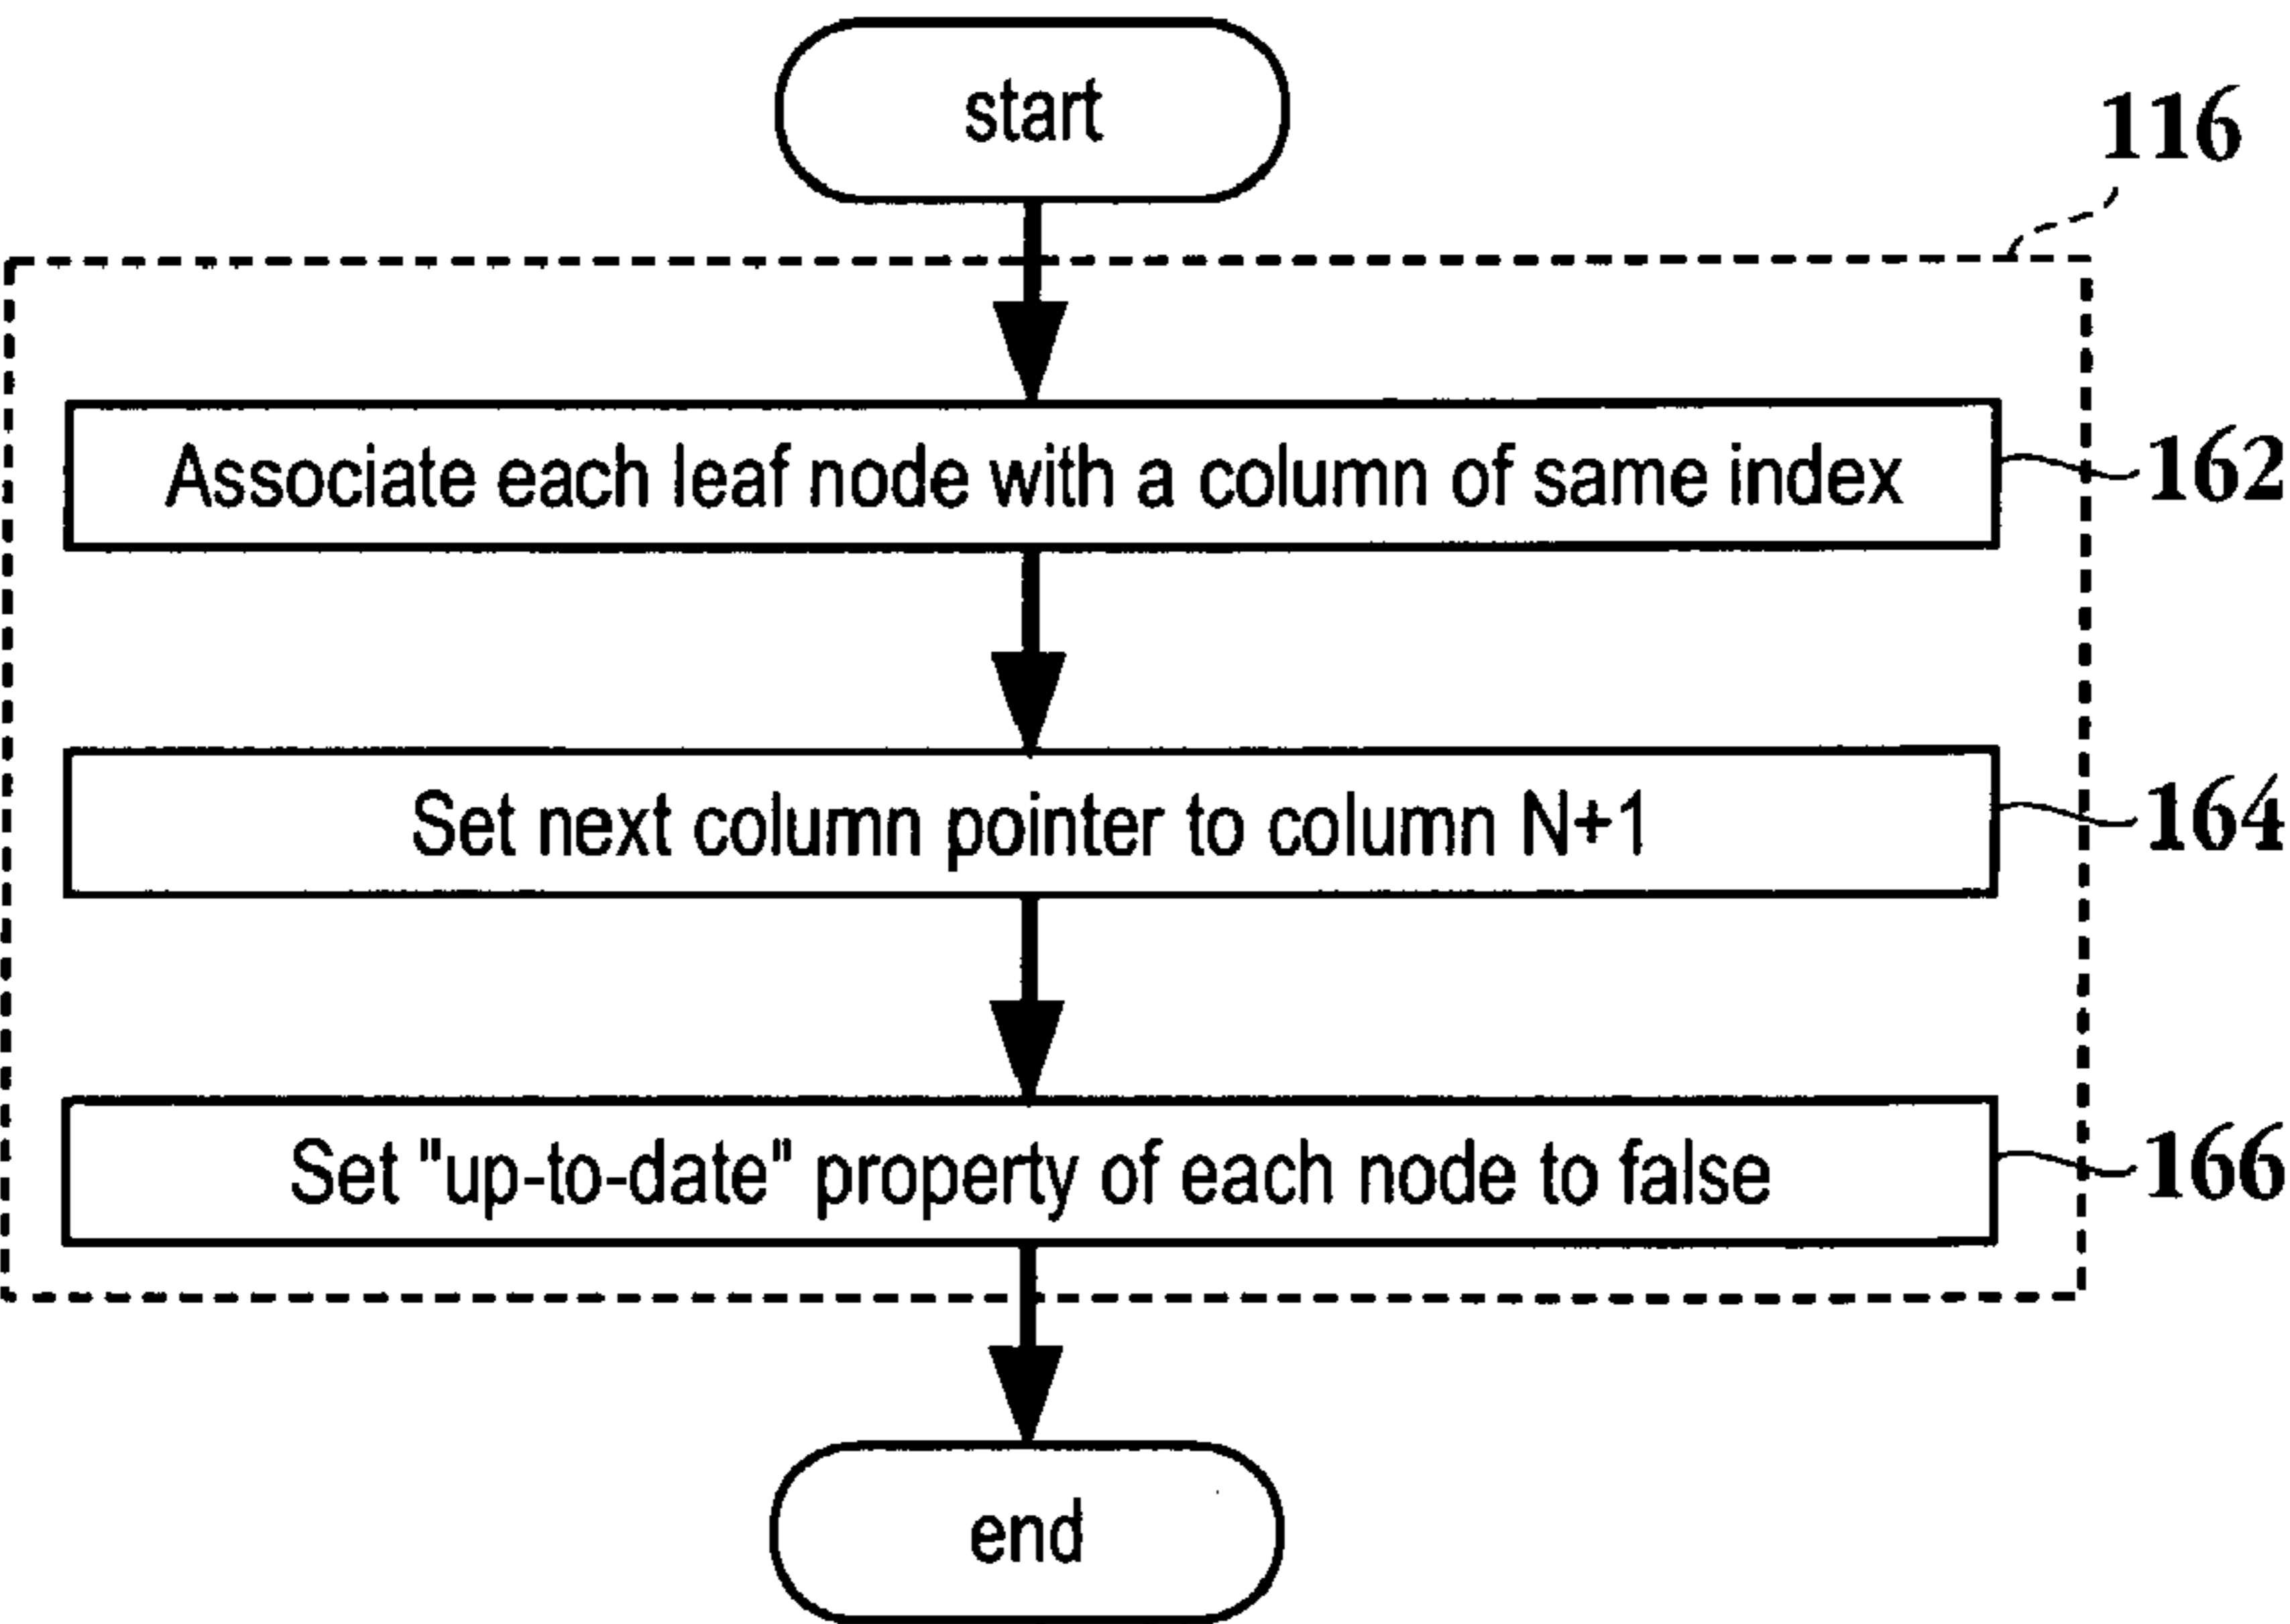 start
116
Associate each leaf node with a column of same index
162
Set next column pointer to column N+1
164
Set "up-to-date" property of each node to false
166
end